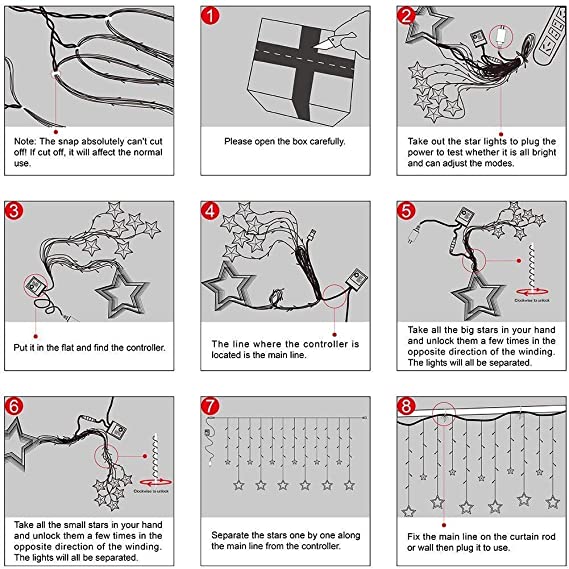 Note: The snap absolutely can't cut
off! If cut off, it will affect the normal
use.
1
Please open the box carefully.
2
Take out the star lights to plug the
power to test whether it is all bright
and can adjust the modes.
3
Put it in the flat and find the controller.
4
The line where the controller is
located is the main line.
5
Clockwise to unlock
Take all the big stars in your hand
and unlock them a few times in the
opposite direction of the winding.
The lights will all be separated.
6
Clockwise to unlock
Take all the small stars in your hand
and unlock them a few times in the
opposite direction of the winding.
The lights will all be separated.
7
Separate the stars one by one along
the main line from the controller.
8
Fix the main line on the curtain rod
or wall then plug it to use.